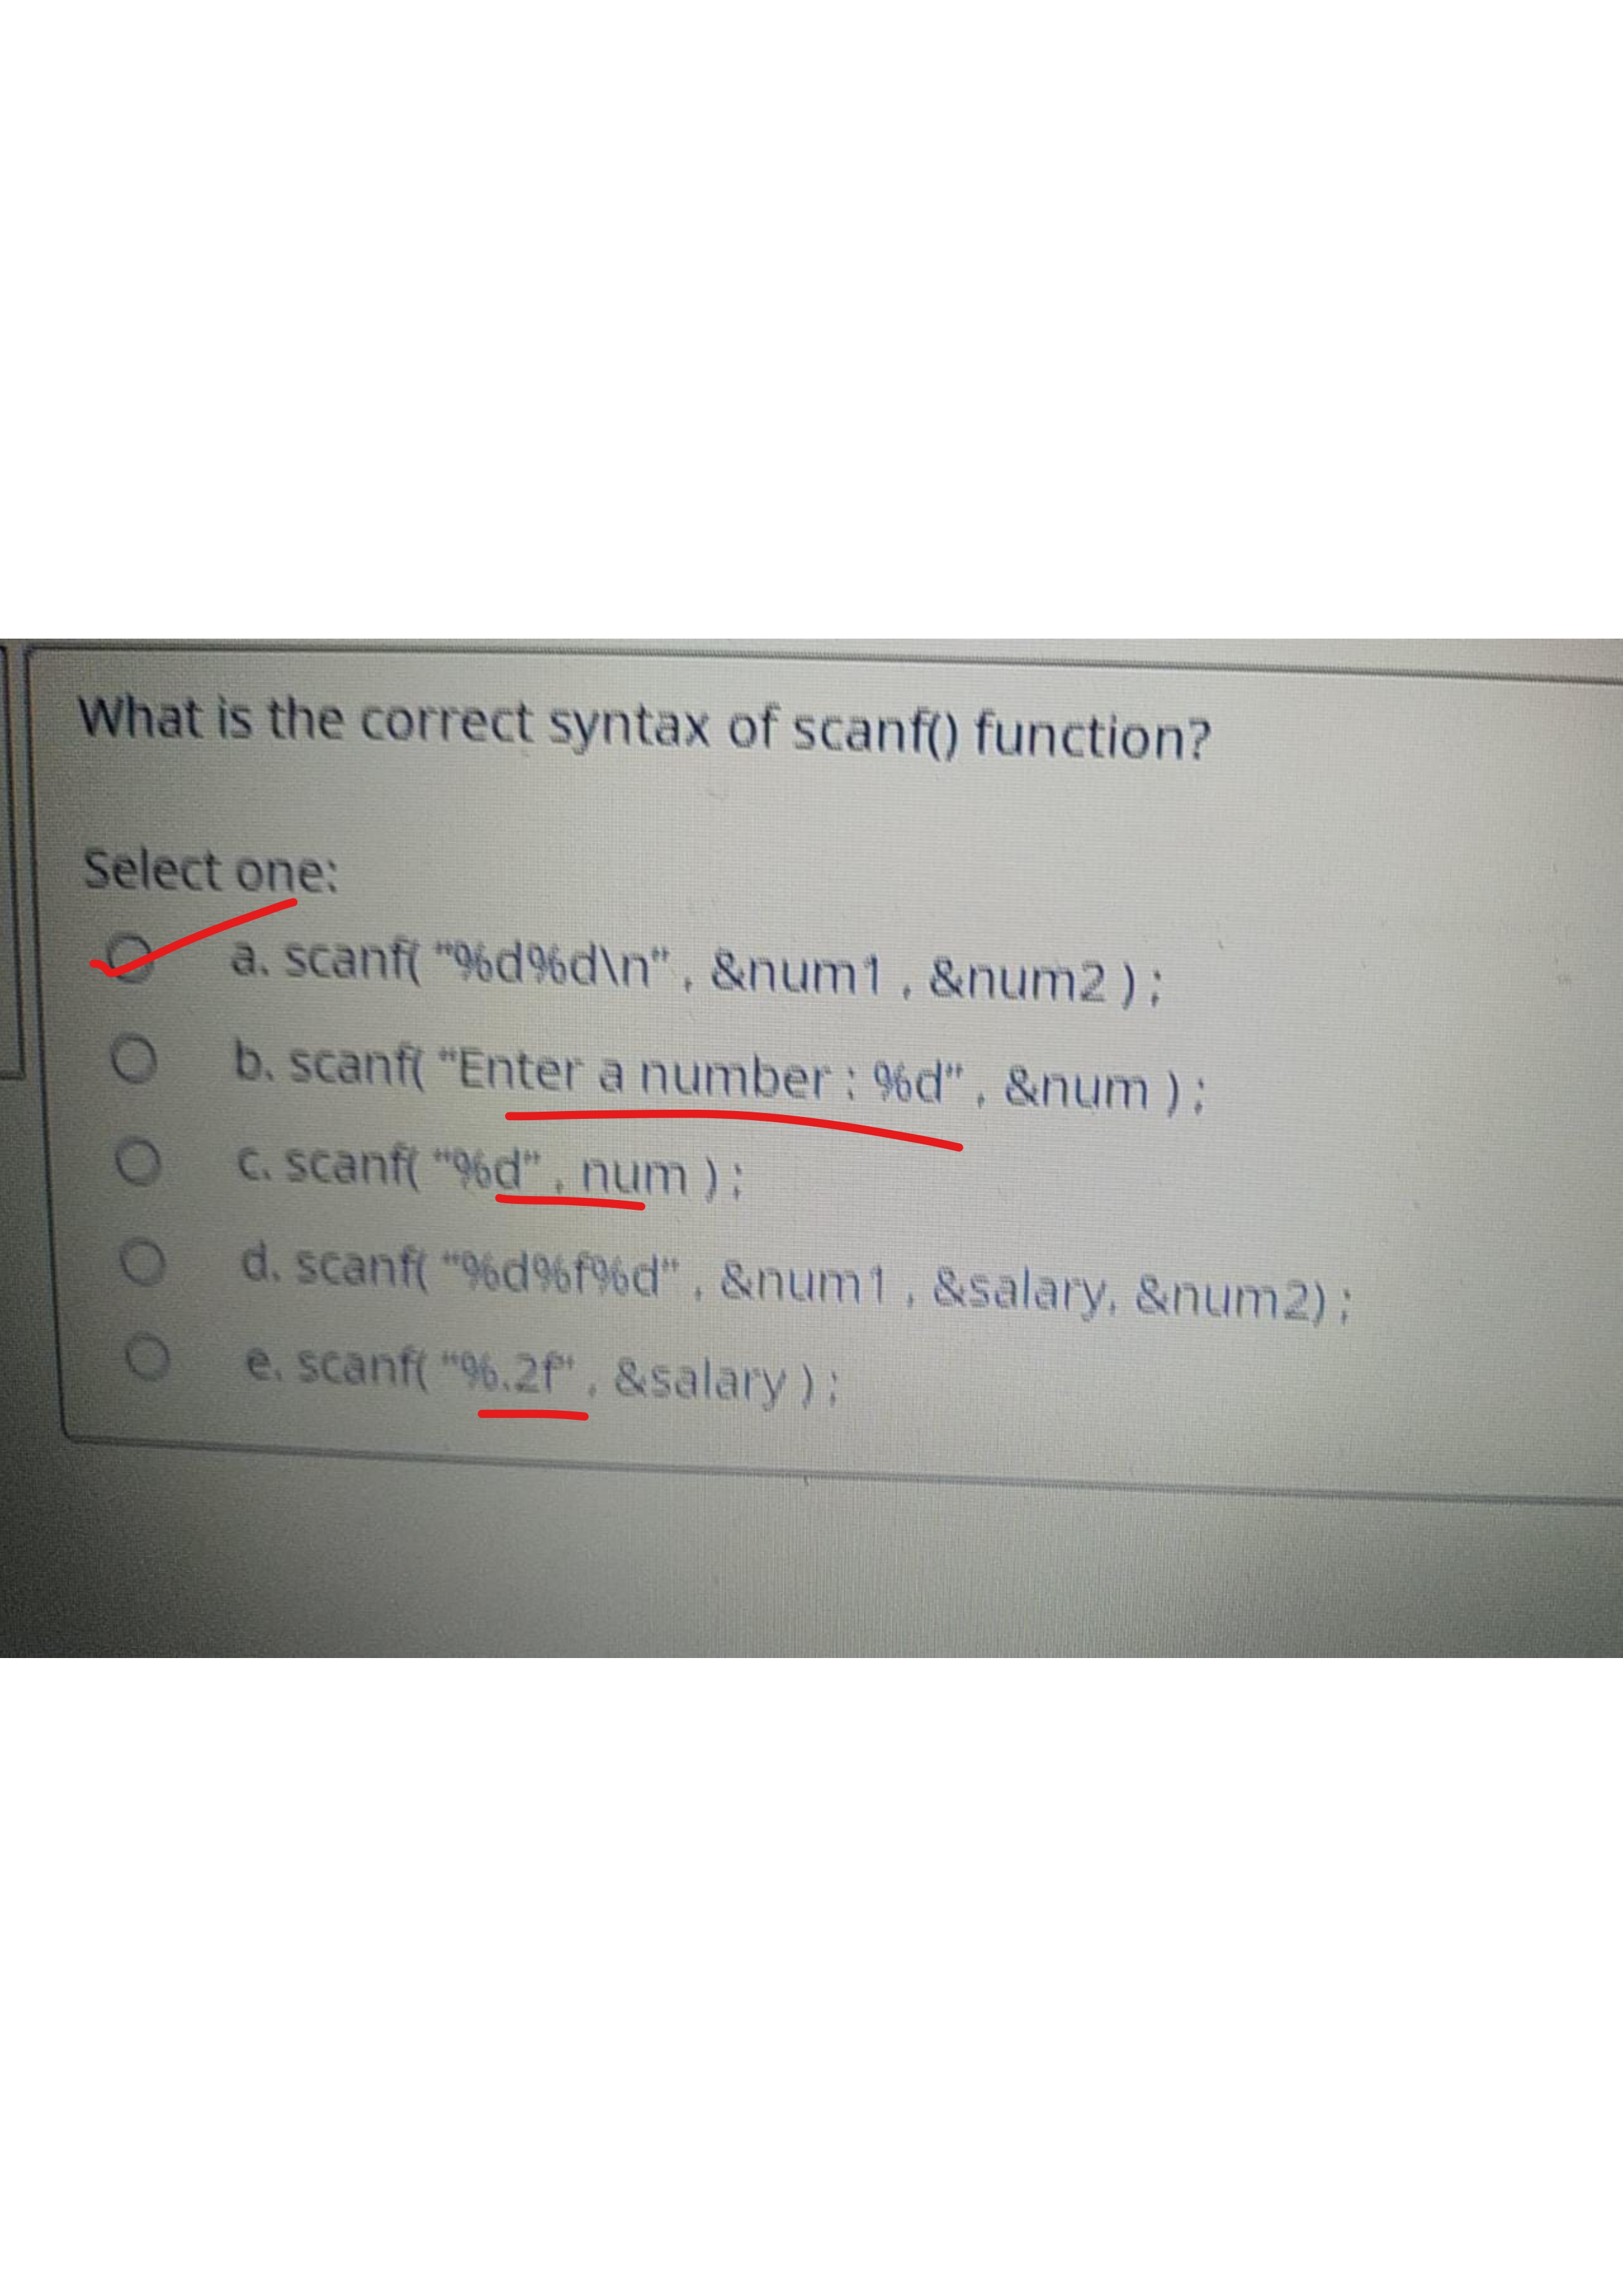 What is the correct syntax of scanf() function?
Select one:
a. scanf( "%d%d\n" , &num1 , &num2 ) ;
b. scanf( "Enter a number : %d" , &num ) ;
c. scanf( "%d" , num ) ;
d. scanf( "%d%f%d" , &num1 , &salary, &num2) ;
e. scanf( "%.2f" , &salary ) ;